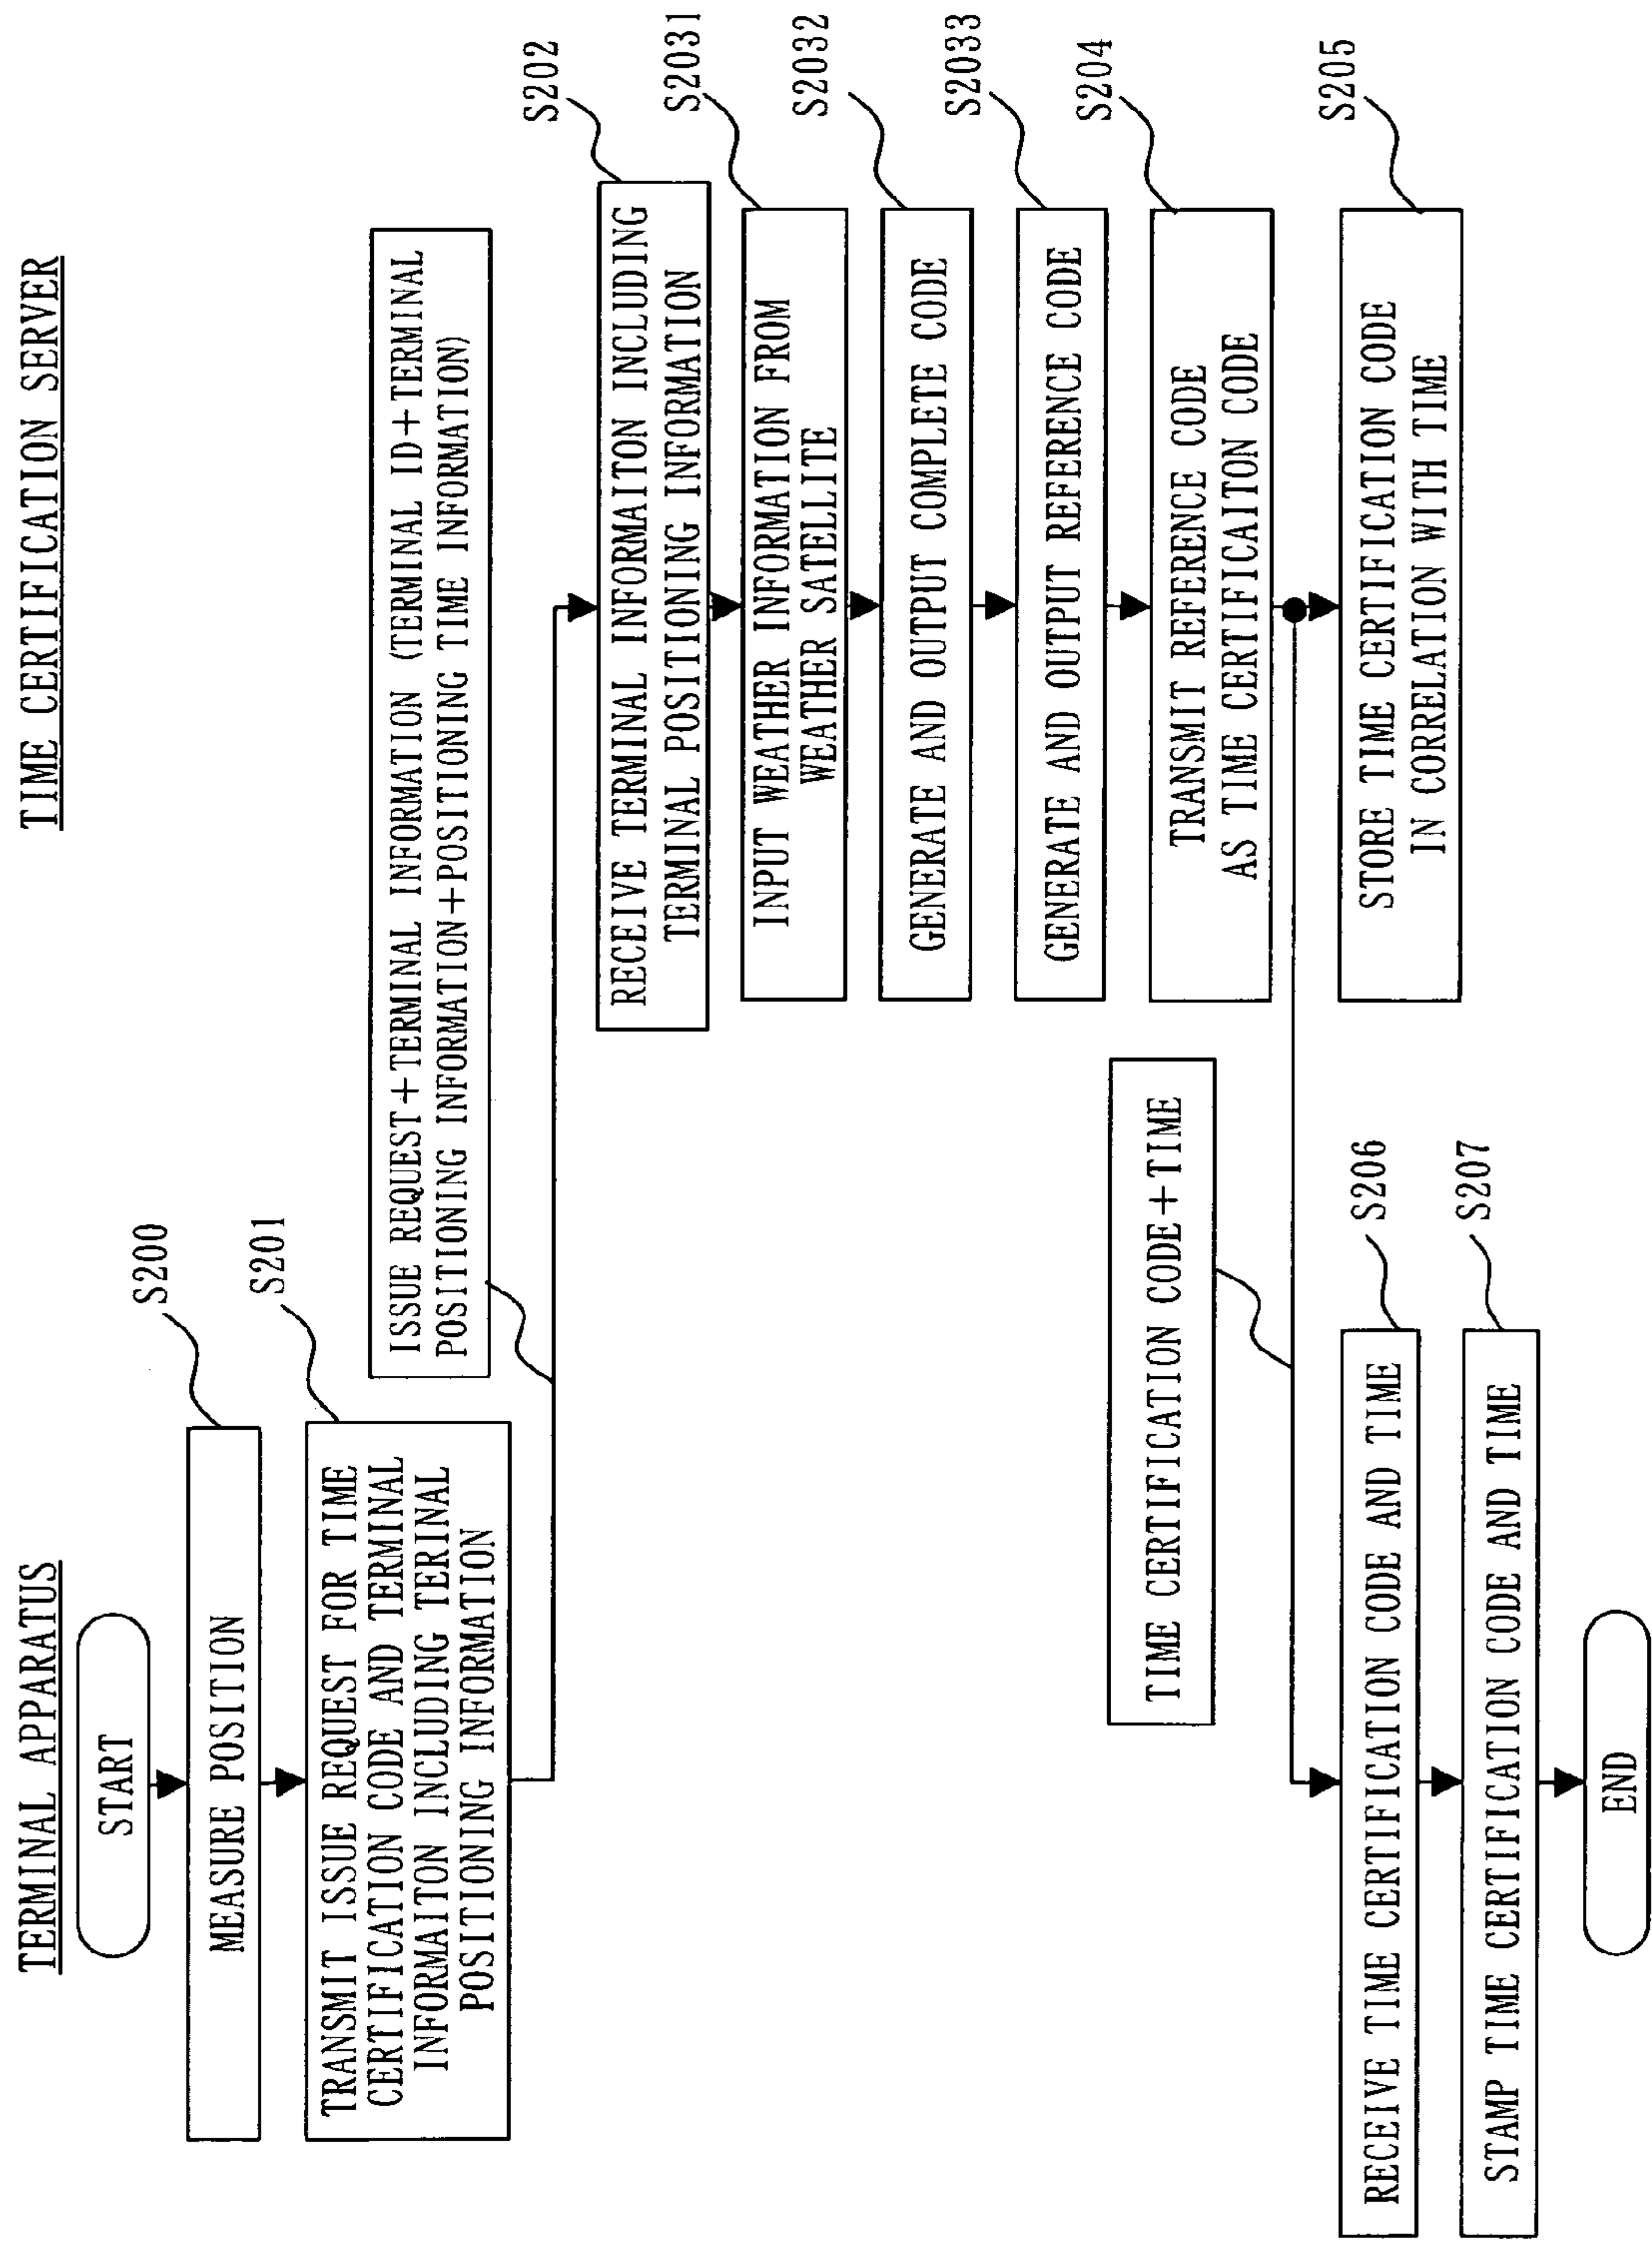 TERMINAL APPARATUS
TIME CERTIFICATION SERVER
START
MEASURE POSITION
S200
TRANSMIT ISSUE REQUEST FOR TIME
CERTIFICATION CODE AND TERMINAL
INFORMAITON INCLUDING TERINAL
POSITIONING INFORMATION
S201
ISSUE REQUEST+TERMINAL INFORMATION (TERMINAL ID+TERMINAL
POSITIONING INFORMATION+POSITIONING TIME INFORMATION)
RECEIVE TERMINAL INFORMAITON INCLUDING
TERMINAL POSITIONING INFORMATION
S202
INPUT WEATHER INFORMATION FROM
WEATHER SATELLITE
S2031
GENERATE AND OUTPUT COMPLETE CODE
S2032
GENERATE AND OUTPUT REFERENCE CODE
S2033
TRANSMIT REFERENCE CODE
AS TIME CERTIFICAITON CODE
S204
TIME CERTIFICATION CODE+TIME
STORE TIME CERTIFICATION CODE
IN CORRELATION WITH TIME
S205
RECEIVE TIME CERTIFICATION CODE AND TIME
S206
STAMP TIME CERTIFICATION CODE AND TIME
S207
END